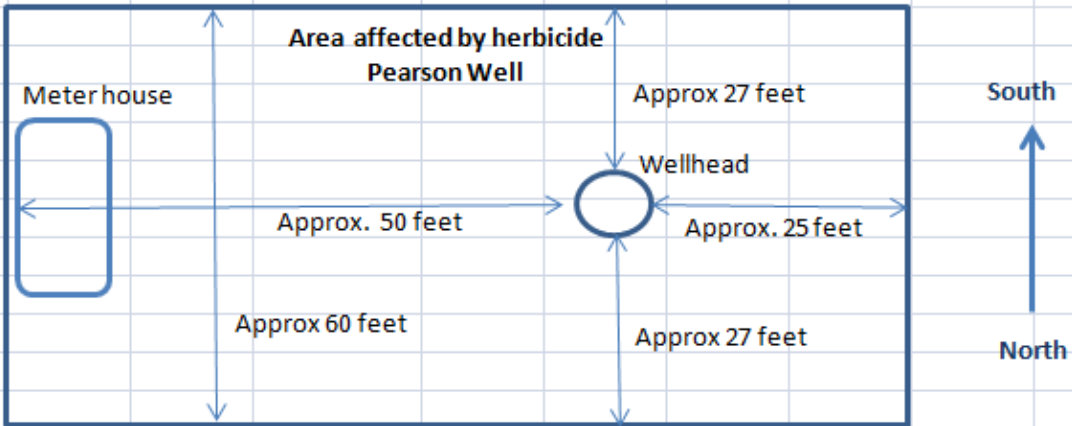 Area affected by herbicide
Pearson Well
Meter house
Approx 27 feet
South
Wellhead
Approx. 50 feet
Approx. 25 feet
Approx 60 feet
Approx 27 feet
North